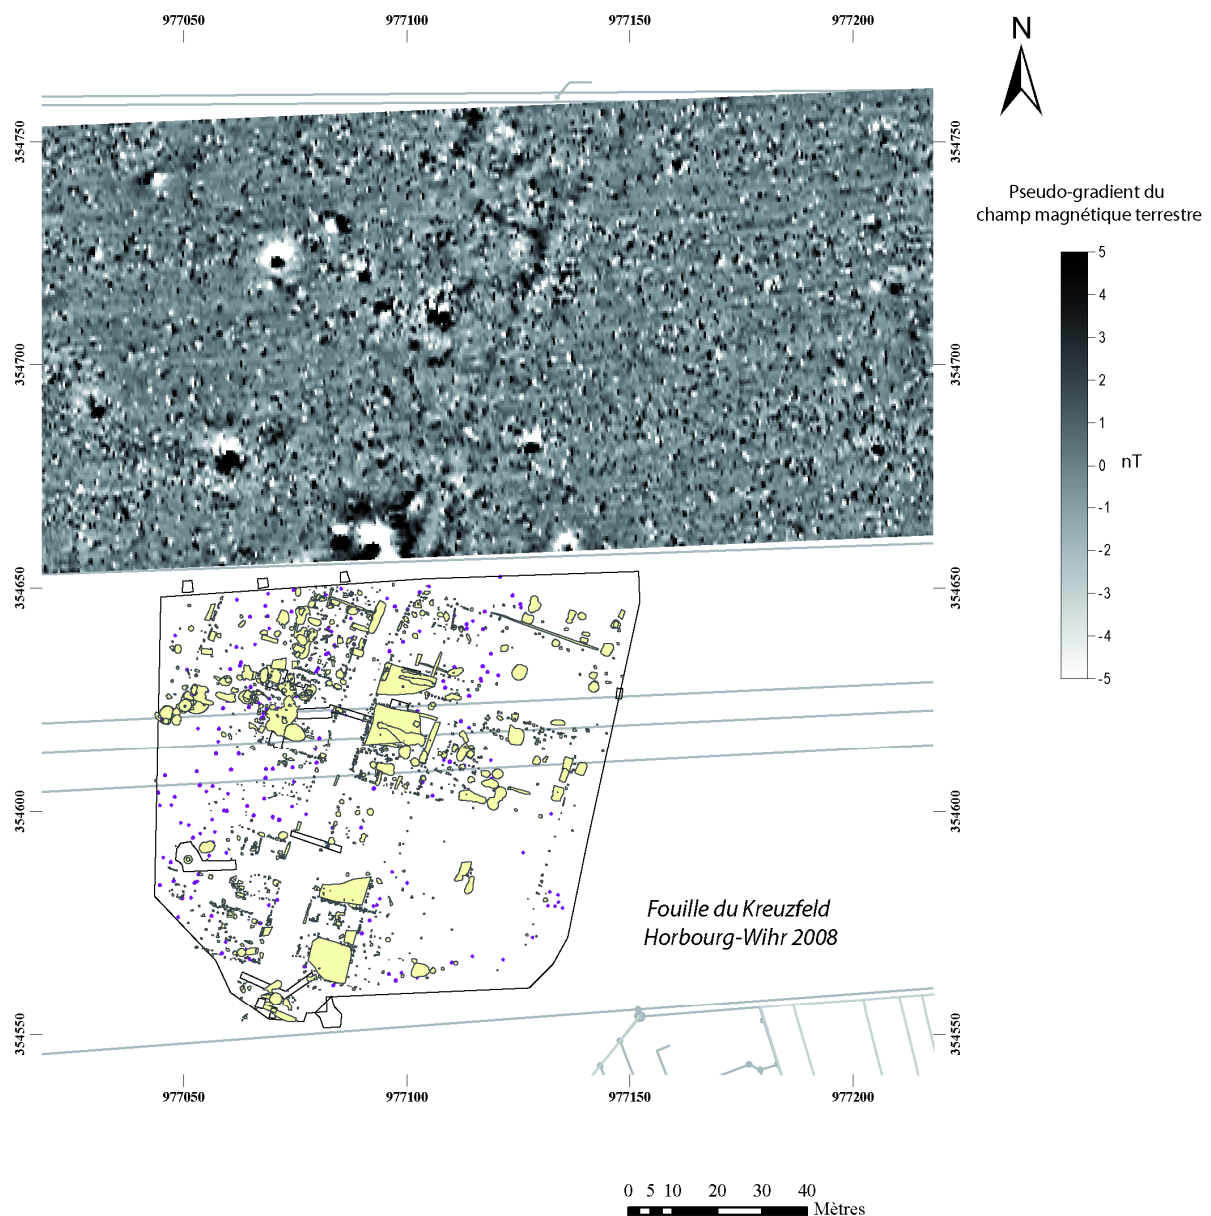 977050 977100 977150 977200
N
354750 354750
Pseudo-gradient du
champ magnétique terrestre
5
4
3
354700 354700
2
1
0 nT
-1
-2
-3
-4
354650 354650
-5
354600 354600
Fouille du Kreuzfeld
Horbourg-Wihr 2008
354550 354550
977050 977100 977150 977200
0 5 10 20 30 40
Mètres